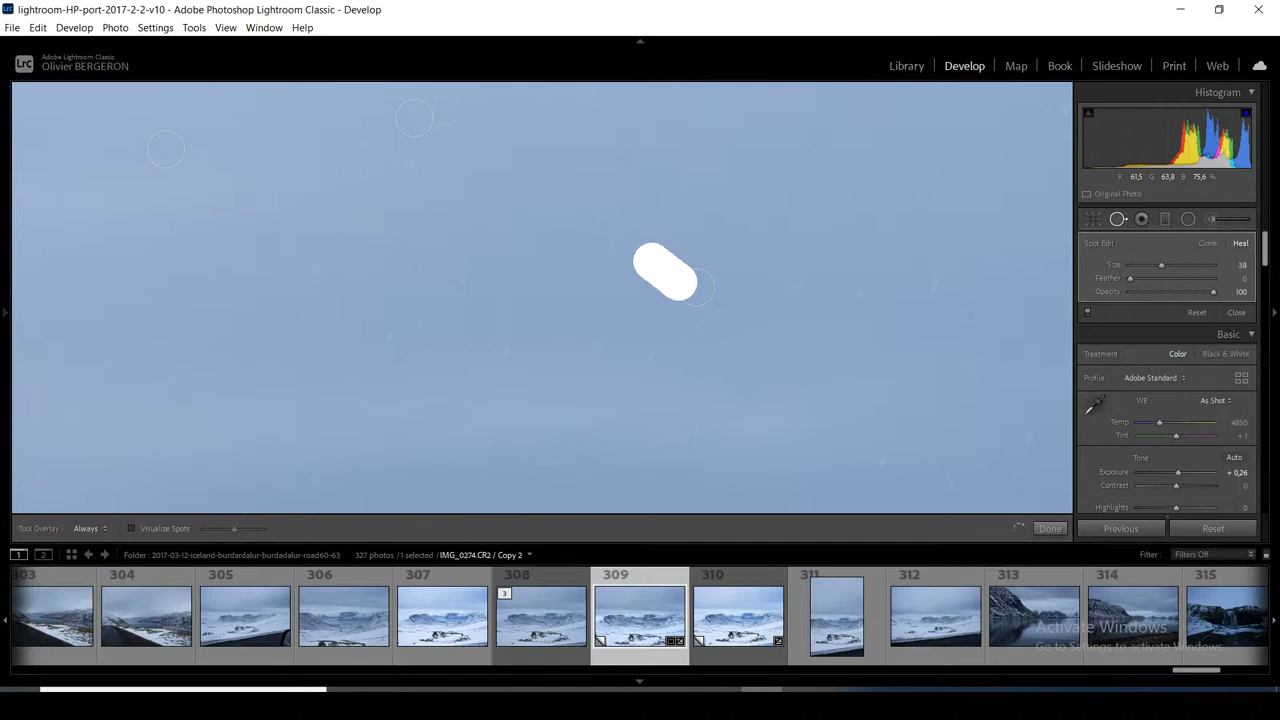 lightroom-HP-port-2017-2-2-v10 - Adobe Photoshop Lightroom Classic - Develop
File Edit Develop Photo Settings Tools View Window Help
Lrc
Adobe Lightroom Classic
Olivier BERGERON
Library Develop Map Book Slideshow Print Web
Histogram
R 61,5 G 63,8 B 75,6 %
Original Photo
Spot Edit : Clone Heal
Size 38
Feather 0
Opacity 100
Reset Close
Basic
Treatment : Color Black & White
Profile : Adobe Standard
WB : As Shot
Temp 4850
Tint + 1
Tone Auto
Exposure + 0,26
Contrast 0
Highlights 0
Tool Overlay : Always Visualize Spots Done
Previous Reset
1 2 Folder : 2017-03-12-iceland-burdardalur-burdadalur-road60-63 327 photos / 1 selected / IMG_0274.CR2 / Copy 2 Filter : Filters Off
303 304 305 306 307 308 309 310 311 312 313 314 315
3
Activate Windows
Go to Settings to activate Windows.